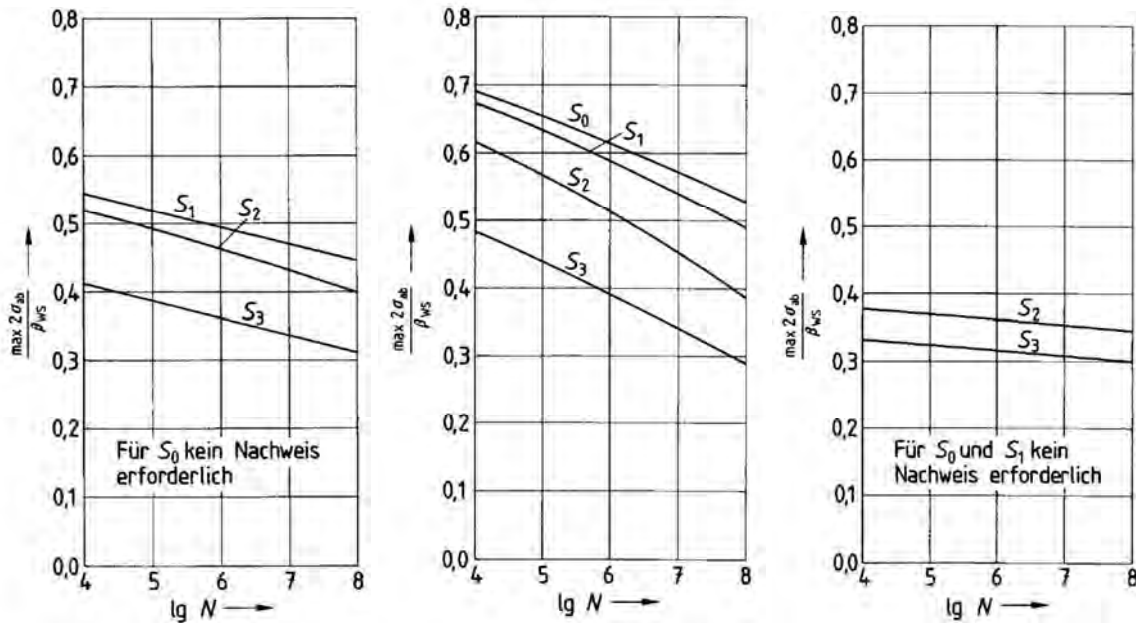 0,8
0,7
0,6
0,5
0,4
0,3
0,2
0,1
0,0
max 2σab
βWS
S1
S2
S3
Für S0 kein Nachweis
erforderlich
4 5 6 7 8
lg N
0,8
0,7
0,6
0,5
0,4
0,3
0,2
0,1
0,0
max 2σab
βWS
S0
S1
S2
S3
4 5 6 7 8
lg N
0,8
0,7
0,6
0,5
0,4
0,3
0,2
0,1
0,0
max 2σab
βWS
S2
S3
Für S0 und S1 kein
Nachweis erforderlich
4 5 6 7 8
lg N